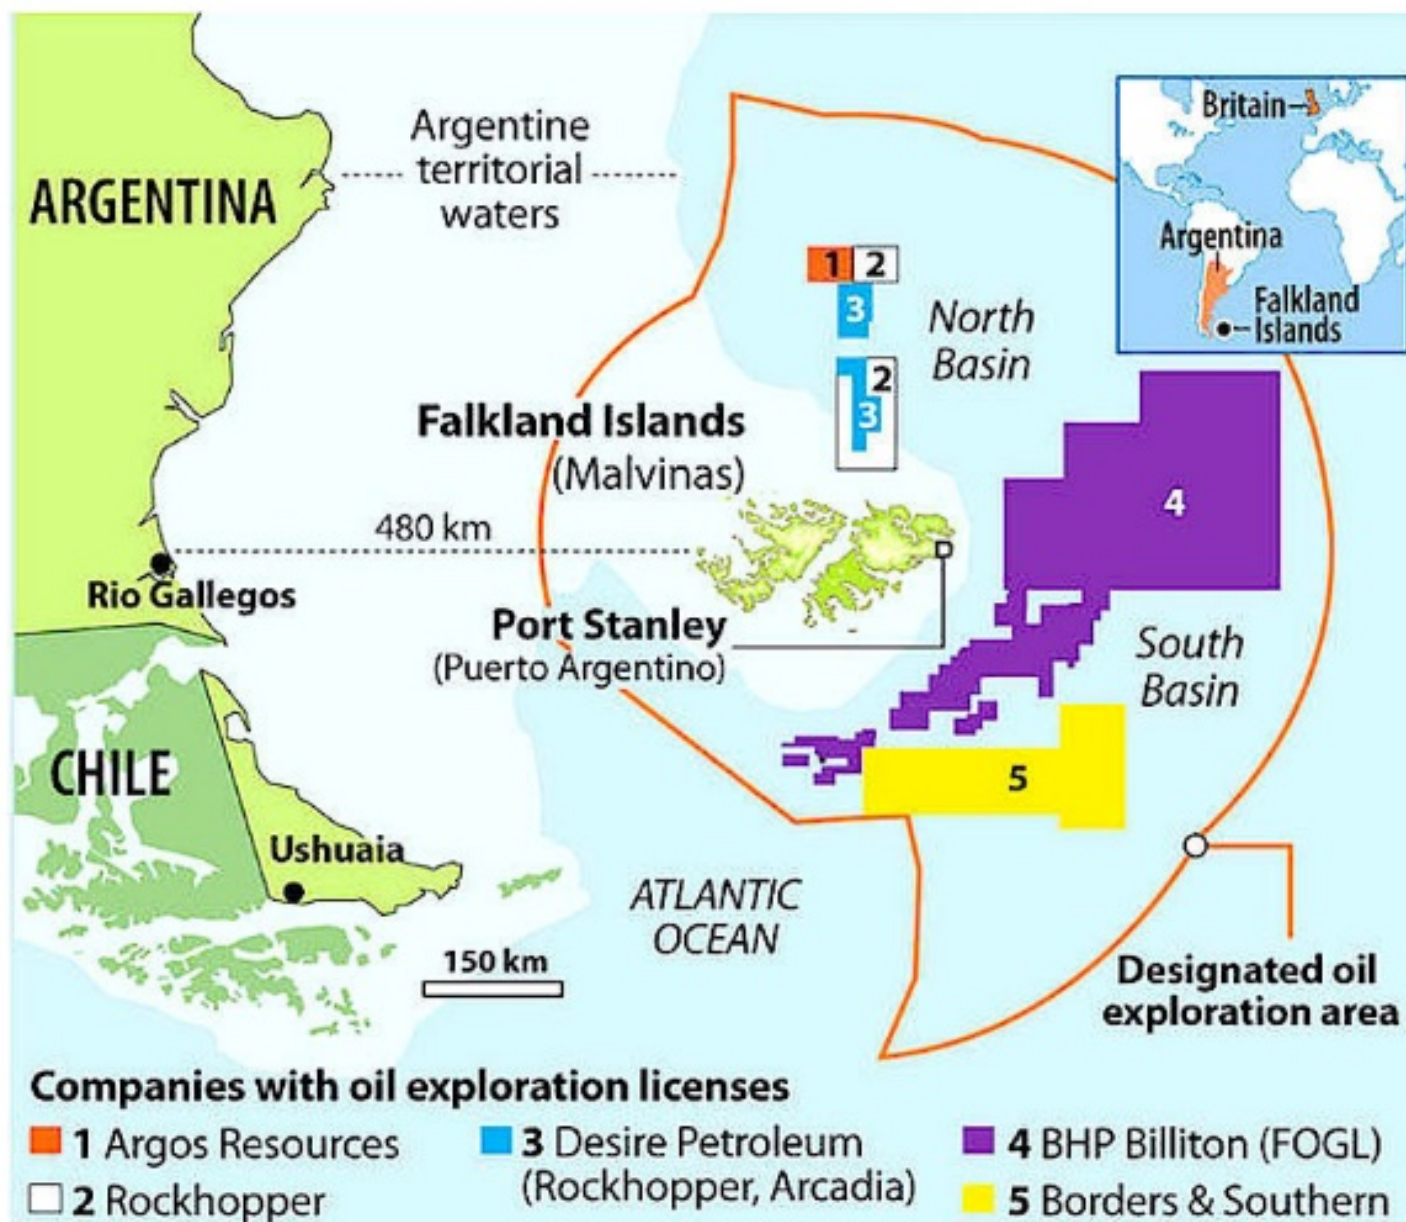 Argentine
territorial
waters
ARGENTINA
Britain
Argentina
Falkland
Islands
1
2
3
North
Basin
2
3
Falkland Islands
(Malvinas)
4
480 km
Rio Gallegos
Port Stanley
(Puerto Argentino)
South
Basin
CHILE
5
Ushuaia
ATLANTIC
OCEAN
150 km
Designated oil
exploration area
Companies with oil exploration licenses
1 Argos Resources
2 Rockhopper
3 Desire Petroleum
(Rockhopper, Arcadia)
4 BHP Billiton (FOGL)
5 Borders & Southern